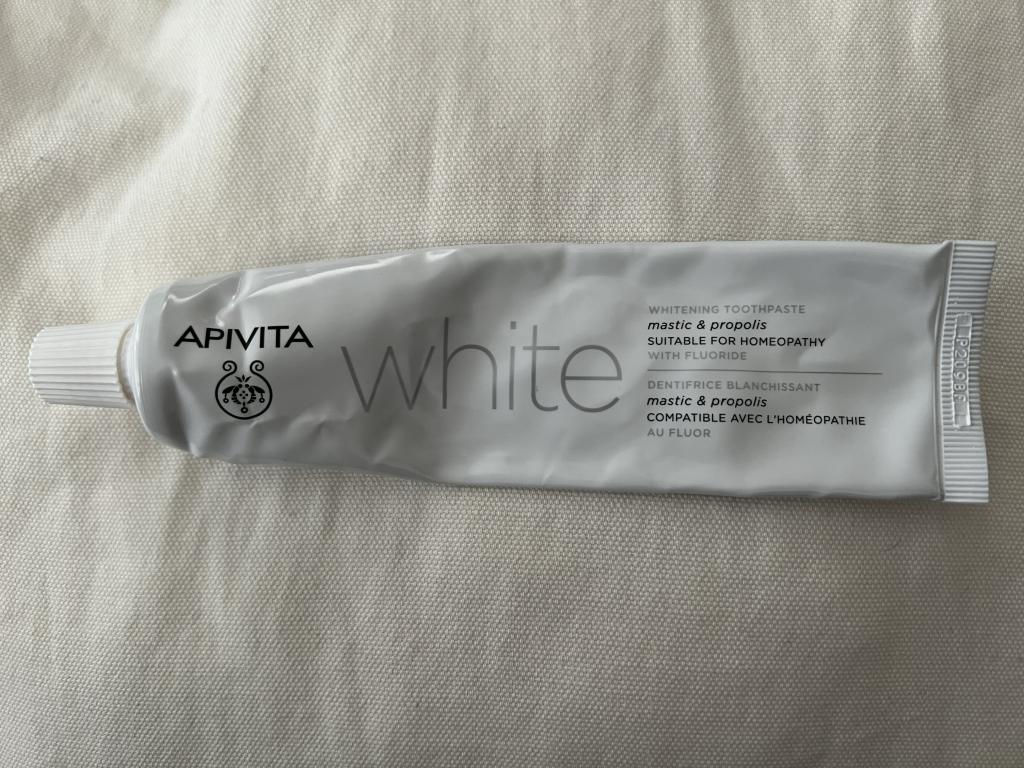 APIVITA
white
WHITENING TOOTHPASTE
mastic & propolis
SUITABLE FOR HOMEOPATHY
WITH FLUORIDE
DENTIFRICE BLANCHISSANT
mastic & propolis
COMPATIBLE AVEC L'HOMÉOPATHIE
AU FLUOR